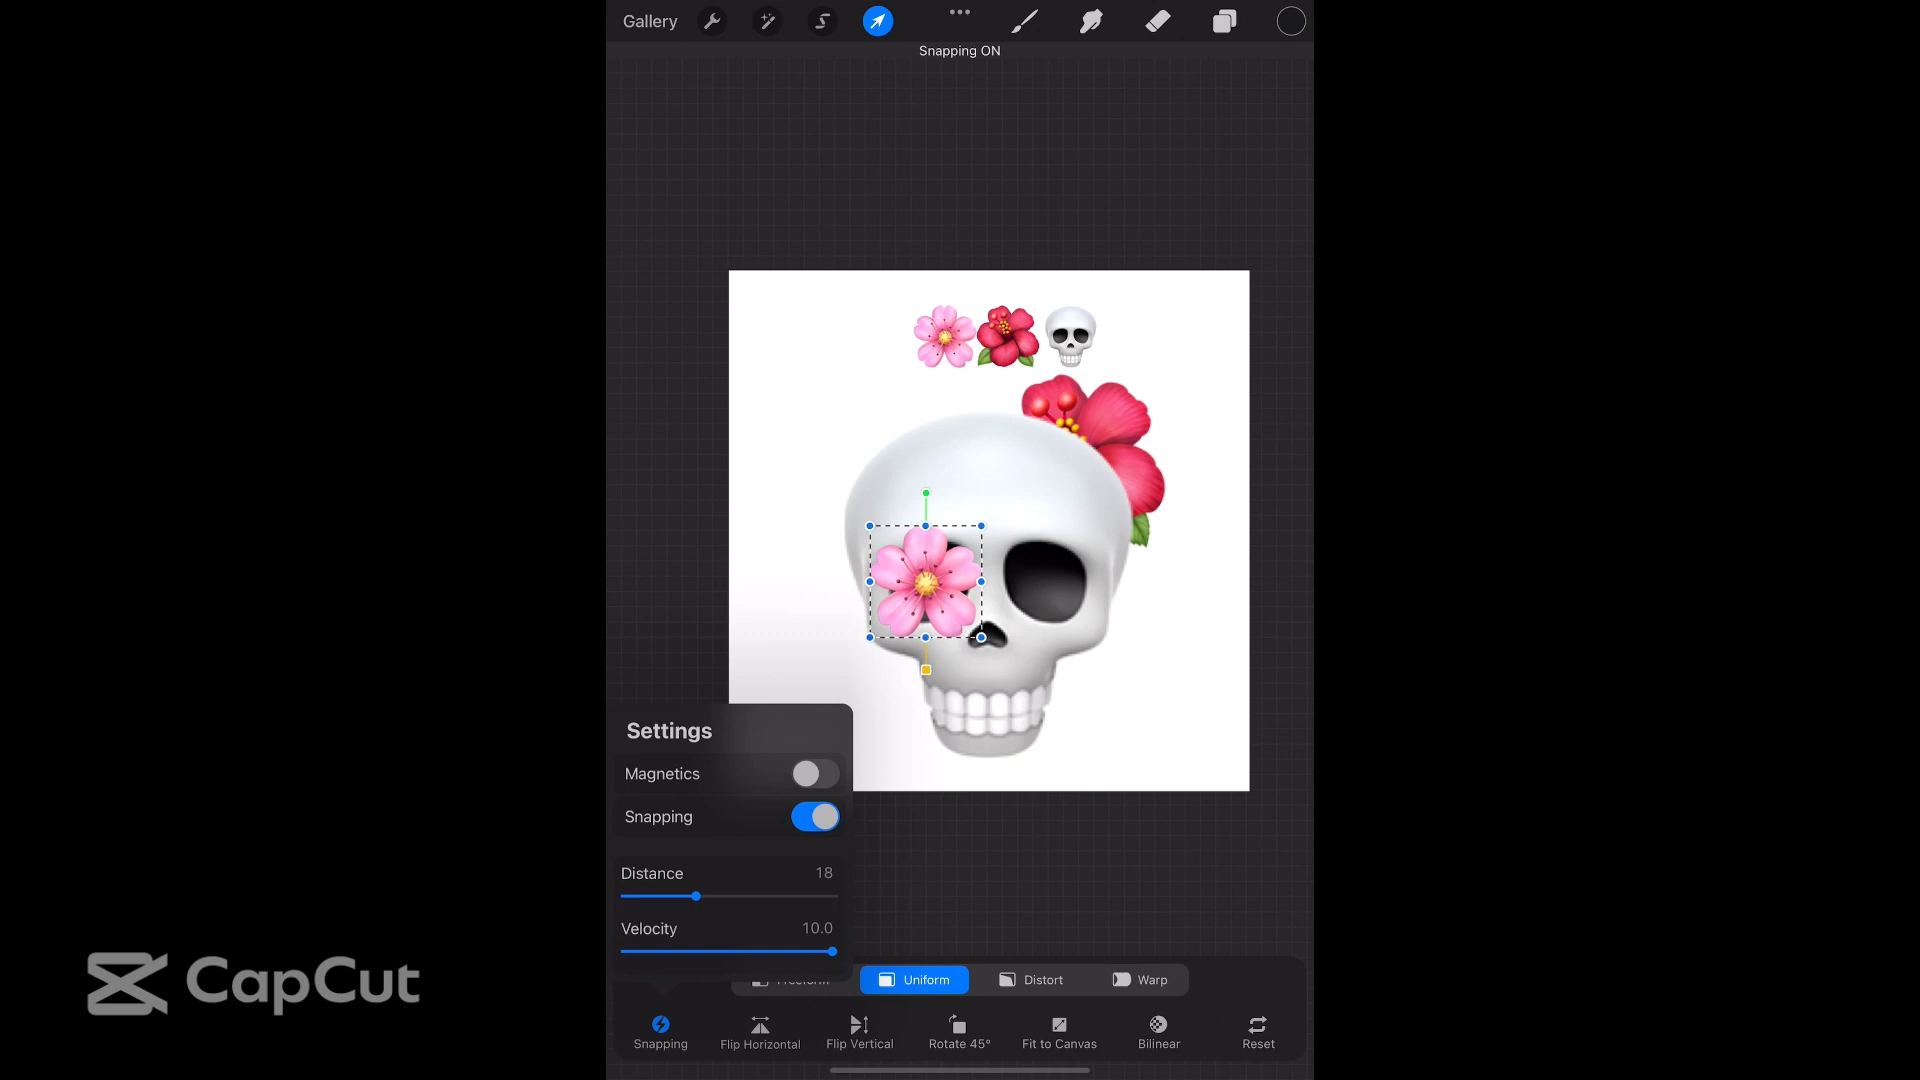 Gallery
Snapping ON
Settings
Magnetics
Snapping
Distance 18
Velocity 10.0
Freeform Uniform Distort Warp
Snapping Flip Horizontal Flip Vertical Rotate 45° Fit to Canvas Bilinear Reset
CapCut